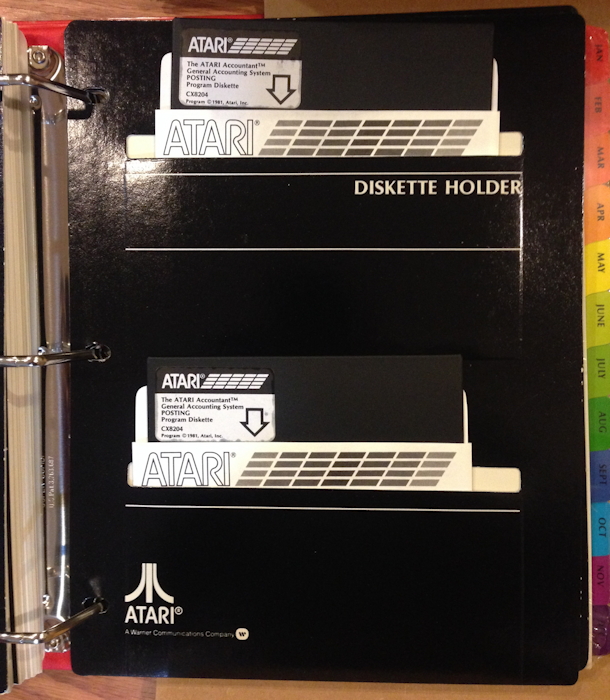 ATARI®
The ATARI Accountant™
General Accounting System
POSTING
Program Diskette
CX8204
Program © 1981, Atari, Inc.
ATARI®
DISKETTE HOLDER
ATARI®
The ATARI Accountant™
General Accounting System
POSTING
Program Diskette
CX8204
Program © 1981, Atari, Inc.
ATARI®
ATARI®
A Warner Communications Company
JAN
FEB
MAR
APR
MAY
JUNE
JULY
AUG
SEPT
OCT
NOV